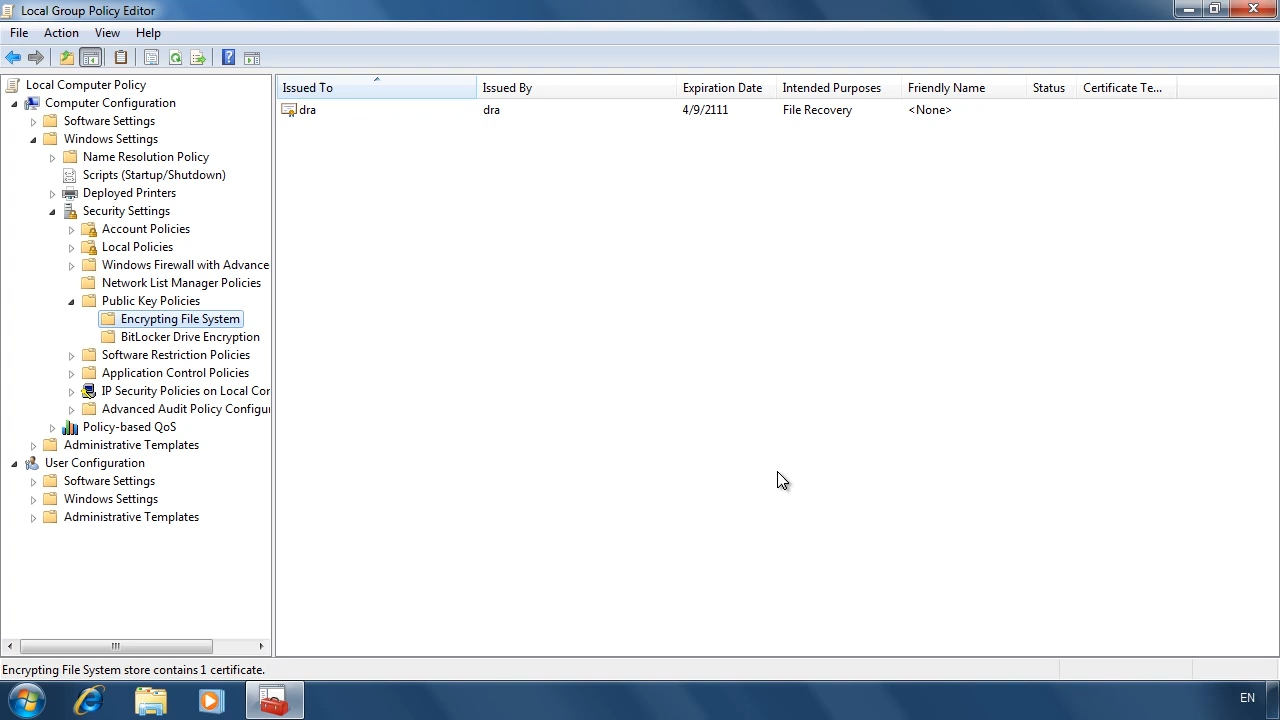 Local Group Policy Editor
File Action View Help
Local Computer Policy
Computer Configuration
Software Settings
Windows Settings
Name Resolution Policy
Scripts (Startup/Shutdown)
Deployed Printers
Security Settings
Account Policies
Local Policies
Windows Firewall with Advance
Network List Manager Policies
Public Key Policies
Encrypting File System
BitLocker Drive Encryption
Software Restriction Policies
Application Control Policies
IP Security Policies on Local Cor
Advanced Audit Policy Configu
Policy-based QoS
Administrative Templates
User Configuration
Software Settings
Windows Settings
Administrative Templates
Issued To Issued By Expiration Date Intended Purposes Friendly Name Status Certificate Te...
dra dra 4/9/2111 File Recovery <None>
Encrypting File System store contains 1 certificate.
EN